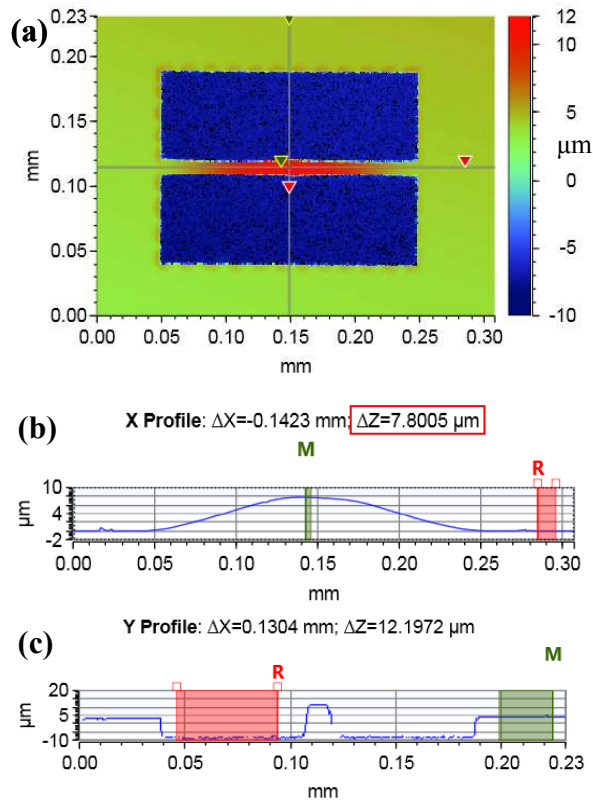 (a)
0.23
0.20
0.15
0.10
0.05
0.00
mm
0.00 0.05 0.10 0.15 0.20 0.25 0.30
mm
12
10
5
0
-5
-10
μm
(b)
X Profile: ΔX=-0.1423 mm; ΔZ=7.8005 μm
M
R
10
4
-2
μm
0.00 0.05 0.10 0.15 0.20 0.25 0.30
mm
(c)
Y Profile: ΔX=0.1304 mm; ΔZ=12.1972 μm
R
M
20
5
-10
μm
0.00 0.05 0.10 0.15 0.20 0.23
mm